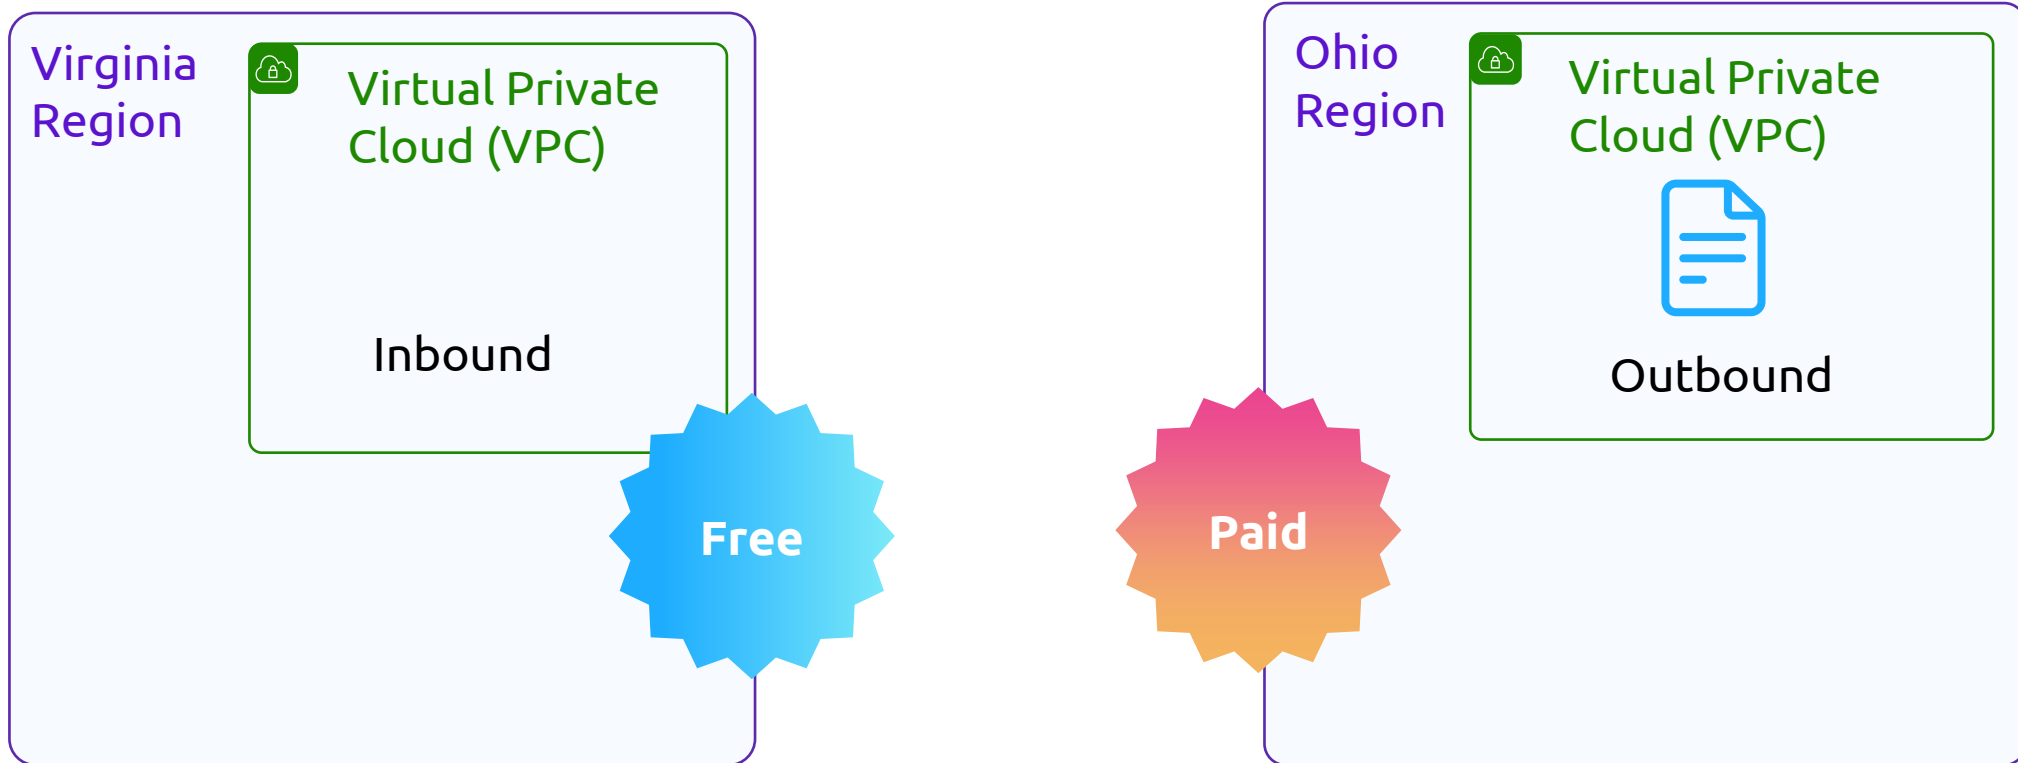 Virginia
Region
Virtual Private
Cloud (VPC)
Inbound
Free
Ohio
Region
Virtual Private
Cloud (VPC)
Outbound
Paid